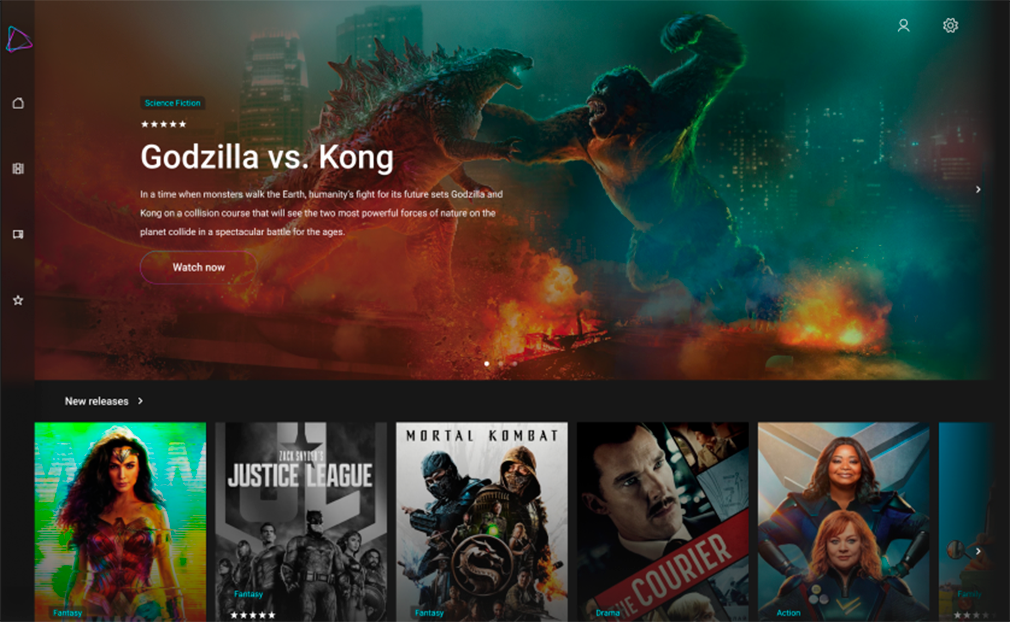 Science Fiction
Godzilla vs. Kong
In a time when monsters walk the Earth, humanity's fight for its future sets Godzilla and
Kong on a collision course that will see the two most powerful forces of nature on the
planet collide in a spectacular battle for the ages.
Watch now
New releases
ZACK SNYDER'S
JUSTICE LEAGUE
Fantasy
MORTAL KOMBAT
THE COURIER
Fantasy
Fantasy
Drama
Action
Family